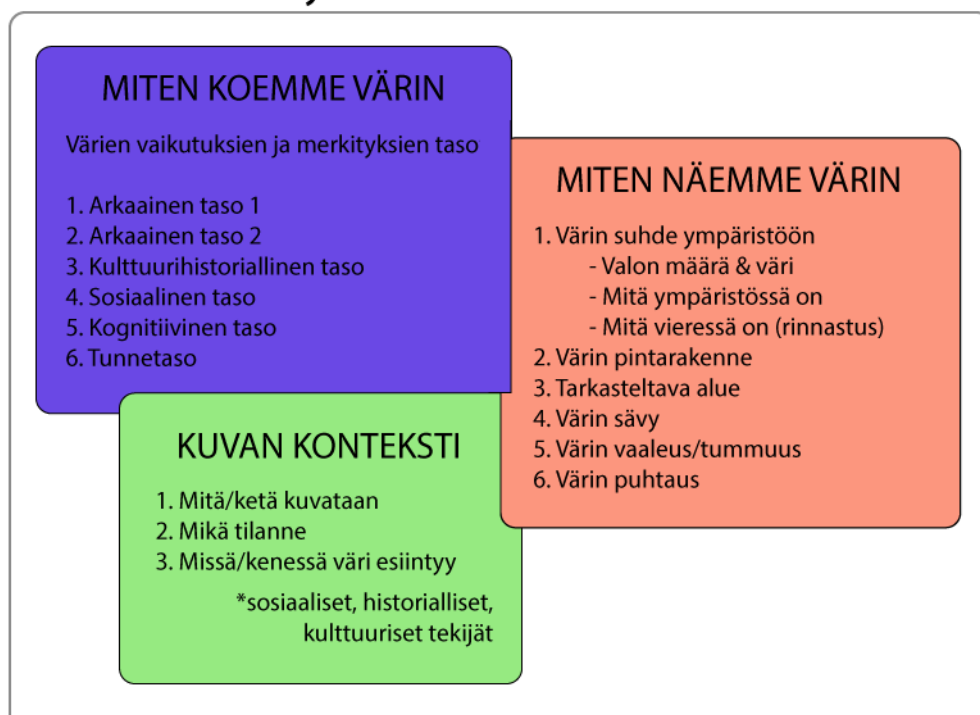 MITEN KOEMME VÄRIN
Värien vaikutuksien ja merkityksien taso
1. Arkaainen taso 1
2. Arkaainen taso 2
3. Kulttuurihistoriallinen taso
4. Sosiaalinen taso
5. Kognitiivinen taso
6. Tunnetaso
MITEN NÄEMME VÄRIN
1. Värin suhde ympäristöön
- Valon määrä & väri
- Mitä ympäristössä on
- Mitä vieressä on (rinnastus)
2. Värin pintarakenne
3. Tarkasteltava alue
4. Värin sävy
5. Värin vaaleus/tummuus
6. Värin puhtaus
KUVAN KONTEKSTI
1. Mitä/ketä kuvataan
2. Mikä tilanne
3. Missä/kenessä väri esiintyy
*sosiaaliset, historialliset,
kulttuuriset tekijät